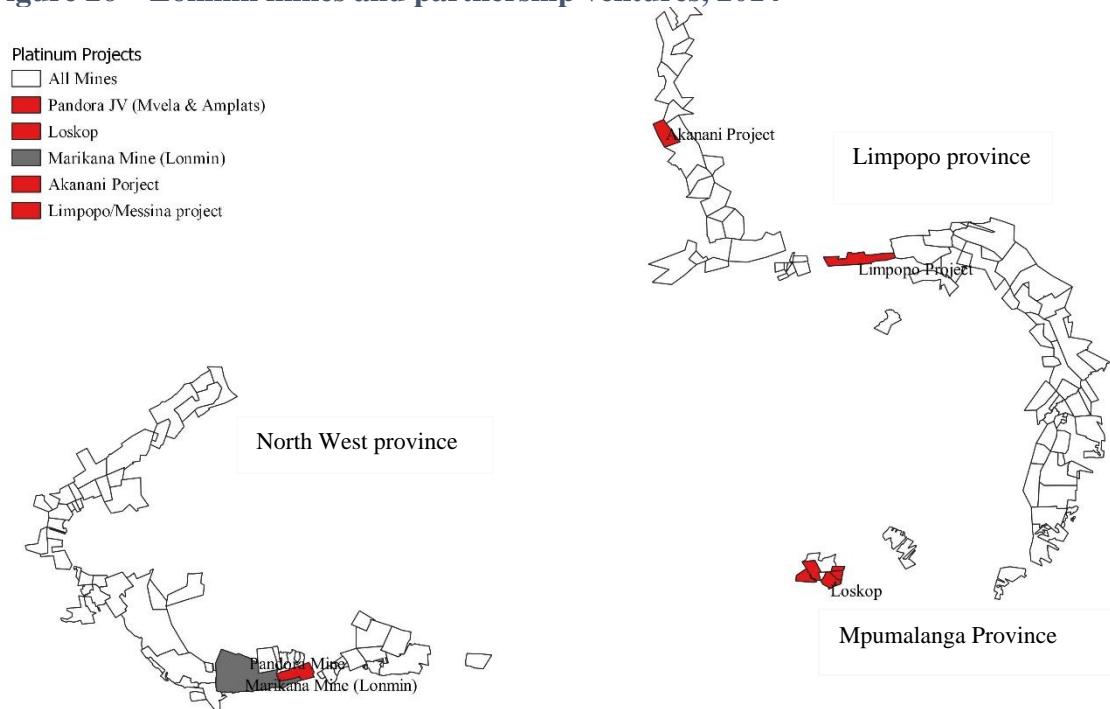 Platinum Projects
All Mines
Pandora JV (Mvela & Amplats)
Loskop
Marikana Mine (Lonmin)
Akanani Porject
Limpopo/Messina project
Akanani Project
Limpopo province
Limpopo Project
North West province
Loskop
Mpumalanga Province
Pandora Mine
Marikana Mine (Lonmin)